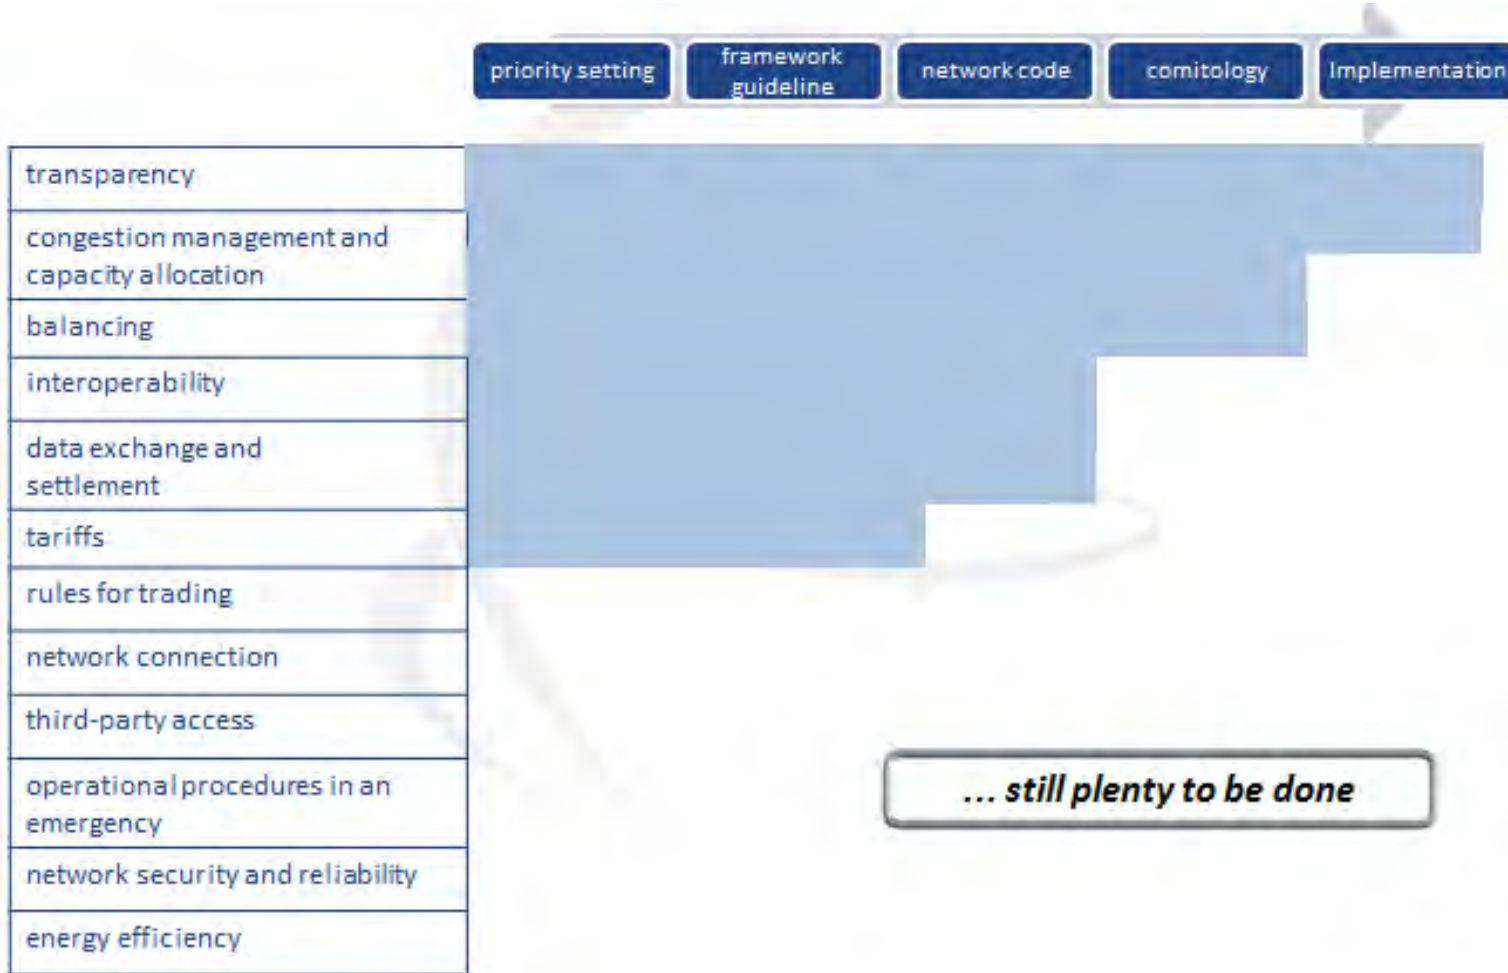 priority setting
framework
guideline
network code
comitology
Implementation
transparency
congestion management and
capacity allocation
balancing
interoperability
data exchange and
settlement
tariffs
rules for trading
network connection
third-party access
operational procedures in an
emergency
... still plenty to be done
network security and reliability
energy efficiency